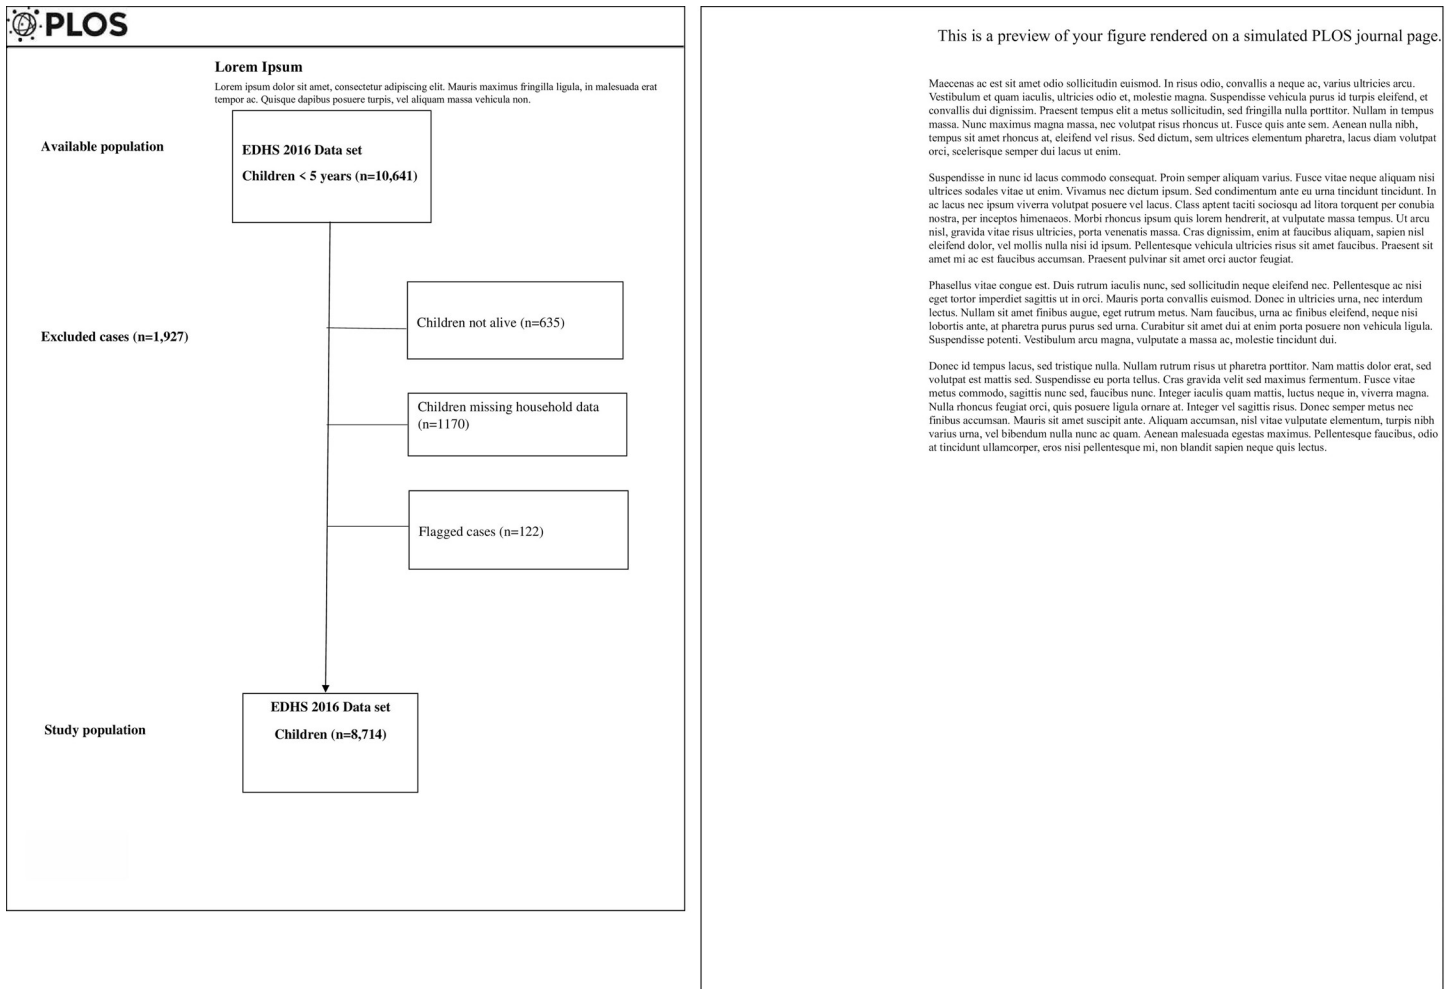 PLOS
Lorem Ipsum
Lorem ipsum dolor sit amet, consectetur adipiscing elit. Mauris maximus fringilla ligula, in malesuada erat
tempor ac. Quisque dapibus posuere turpis, vel aliquam massa vehicula non.
Available population
EDHS 2016 Data set
Children < 5 years (n=10,641)
Excluded cases (n=1,927)
Children not alive (n=635)
Children missing household data
(n=1170)
Flagged cases (n=122)
Study population
EDHS 2016 Data set
Children (n=8,714)
This is a preview of your figure rendered on a simulated PLOS journal page.
Maecenas ac est sit amet odio sollicitudin euismod. In risus odio, convallis a neque ac, varius ultricies arcu.
Vestibulum et quam iaculis, ultricies odio et, molestie magna. Suspendisse vehicula purus id turpis eleifend, et
convallis dui dignissim. Praesent tempus elit a metus sollicitudin, sed fringilla nulla porttitor. Nullam in tempus
massa. Nunc maximus magna massa, nec volutpat risus rhoncus ut. Fusce quis ante sem. Aenean nulla nibh,
tempus sit amet rhoncus at, eleifend vel risus. Sed dictum, sem ultrices elementum pharetra, lacus diam volutpat
orci, scelerisque semper dui lacus ut enim.
Suspendisse in nunc id lacus commodo consequat. Proin semper aliquam varius. Fusce vitae neque aliquam nisi
ultrices sodales vitae ut enim. Vivamus nec dictum ipsum. Sed condimentum ante eu urna tincidunt tincidunt. In
ac lacus nec ipsum viverra volutpat posuere vel lacus. Class aptent taciti sociosqu ad litora torquent per conubia
nostra, per inceptos himenaeos. Morbi rhoncus ipsum quis lorem hendrerit, at vulputate massa tempus. Ut arcu
nisl, gravida vitae risus ultricies, porta venenatis massa. Cras dignissim, enim at faucibus aliquam, sapien nisl
eleifend dolor, vel mollis nulla nisi id ipsum. Pellentesque vehicula ultricies risus sit amet faucibus. Praesent sit
amet mi ac est faucibus accumsan. Praesent pulvinar sit amet orci auctor feugiat.
Phasellus vitae congue est. Duis rutrum iaculis nunc, sed sollicitudin neque eleifend nec. Pellentesque ac nisi
eget tortor imperdiet sagittis ut in orci. Mauris porta convallis euismod. Donec in ultricies urna, nec interdum
lectus. Nullam sit amet finibus augue, eget rutrum metus. Nam faucibus, urna ac finibus eleifend, neque nisi
lobortis ante, at pharetra purus purus sed urna. Curabitur sit amet dui at enim porta posuere non vehicula ligula.
Suspendisse potenti. Vestibulum arcu magna, vulputate a massa ac, molestie tincidunt dui.
Donec id tempus lacus, sed tristique nulla. Nullam rutrum risus ut pharetra porttitor. Nam mattis dolor erat, sed
volutpat est mattis sed. Suspendisse eu porta tellus. Cras gravida velit sed maximus fermentum. Fusce vitae
metus commodo, sagittis nunc sed, faucibus nunc. Integer iaculis quam mattis, luctus neque in, viverra magna.
Nulla rhoncus feugiat orci, quis posuere ligula ornare at. Integer vel sagittis risus. Donec semper metus nec
finibus accumsan. Mauris sit amet suscipit ante. Aliquam accumsan, nisl vitae vulputate elementum, turpis nibh
varius urna, vel bibendum nulla nunc ac quam. Aenean malesuada egestas maximus. Pellentesque faucibus, odio
at tincidunt ullamcorper, eros nisi pellentesque mi, non blandit sapien neque quis lectus.